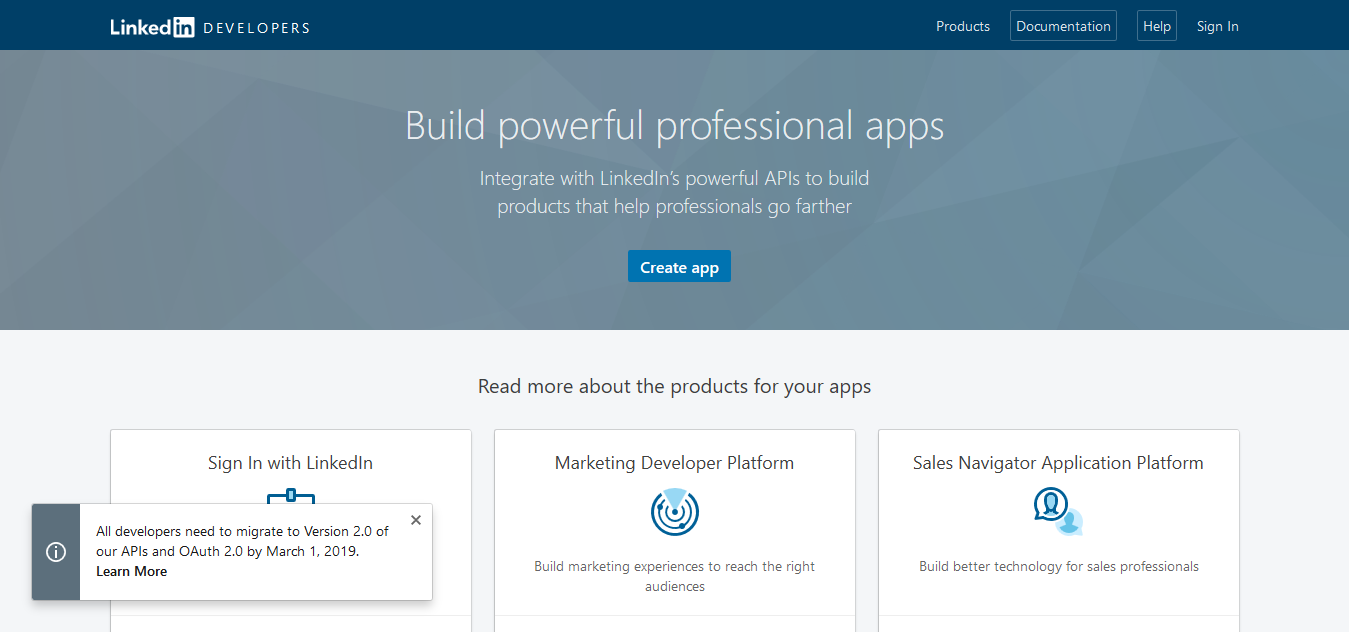 Linked in DEVELOPERS
Products Documentation Help Sign In
Build powerful professional apps
Integrate with LinkedIn's powerful APIs to build
products that help professionals go farther
Create app
Read more about the products for your apps
Sign In with LinkedIn
Marketing Developer Platform
Build marketing experiences to reach the right
audiences
Sales Navigator Application Platform
Build better technology for sales professionals
All developers need to migrate to Version 2.0 of
our APIs and OAuth 2.0 by March 1, 2019.
Learn More